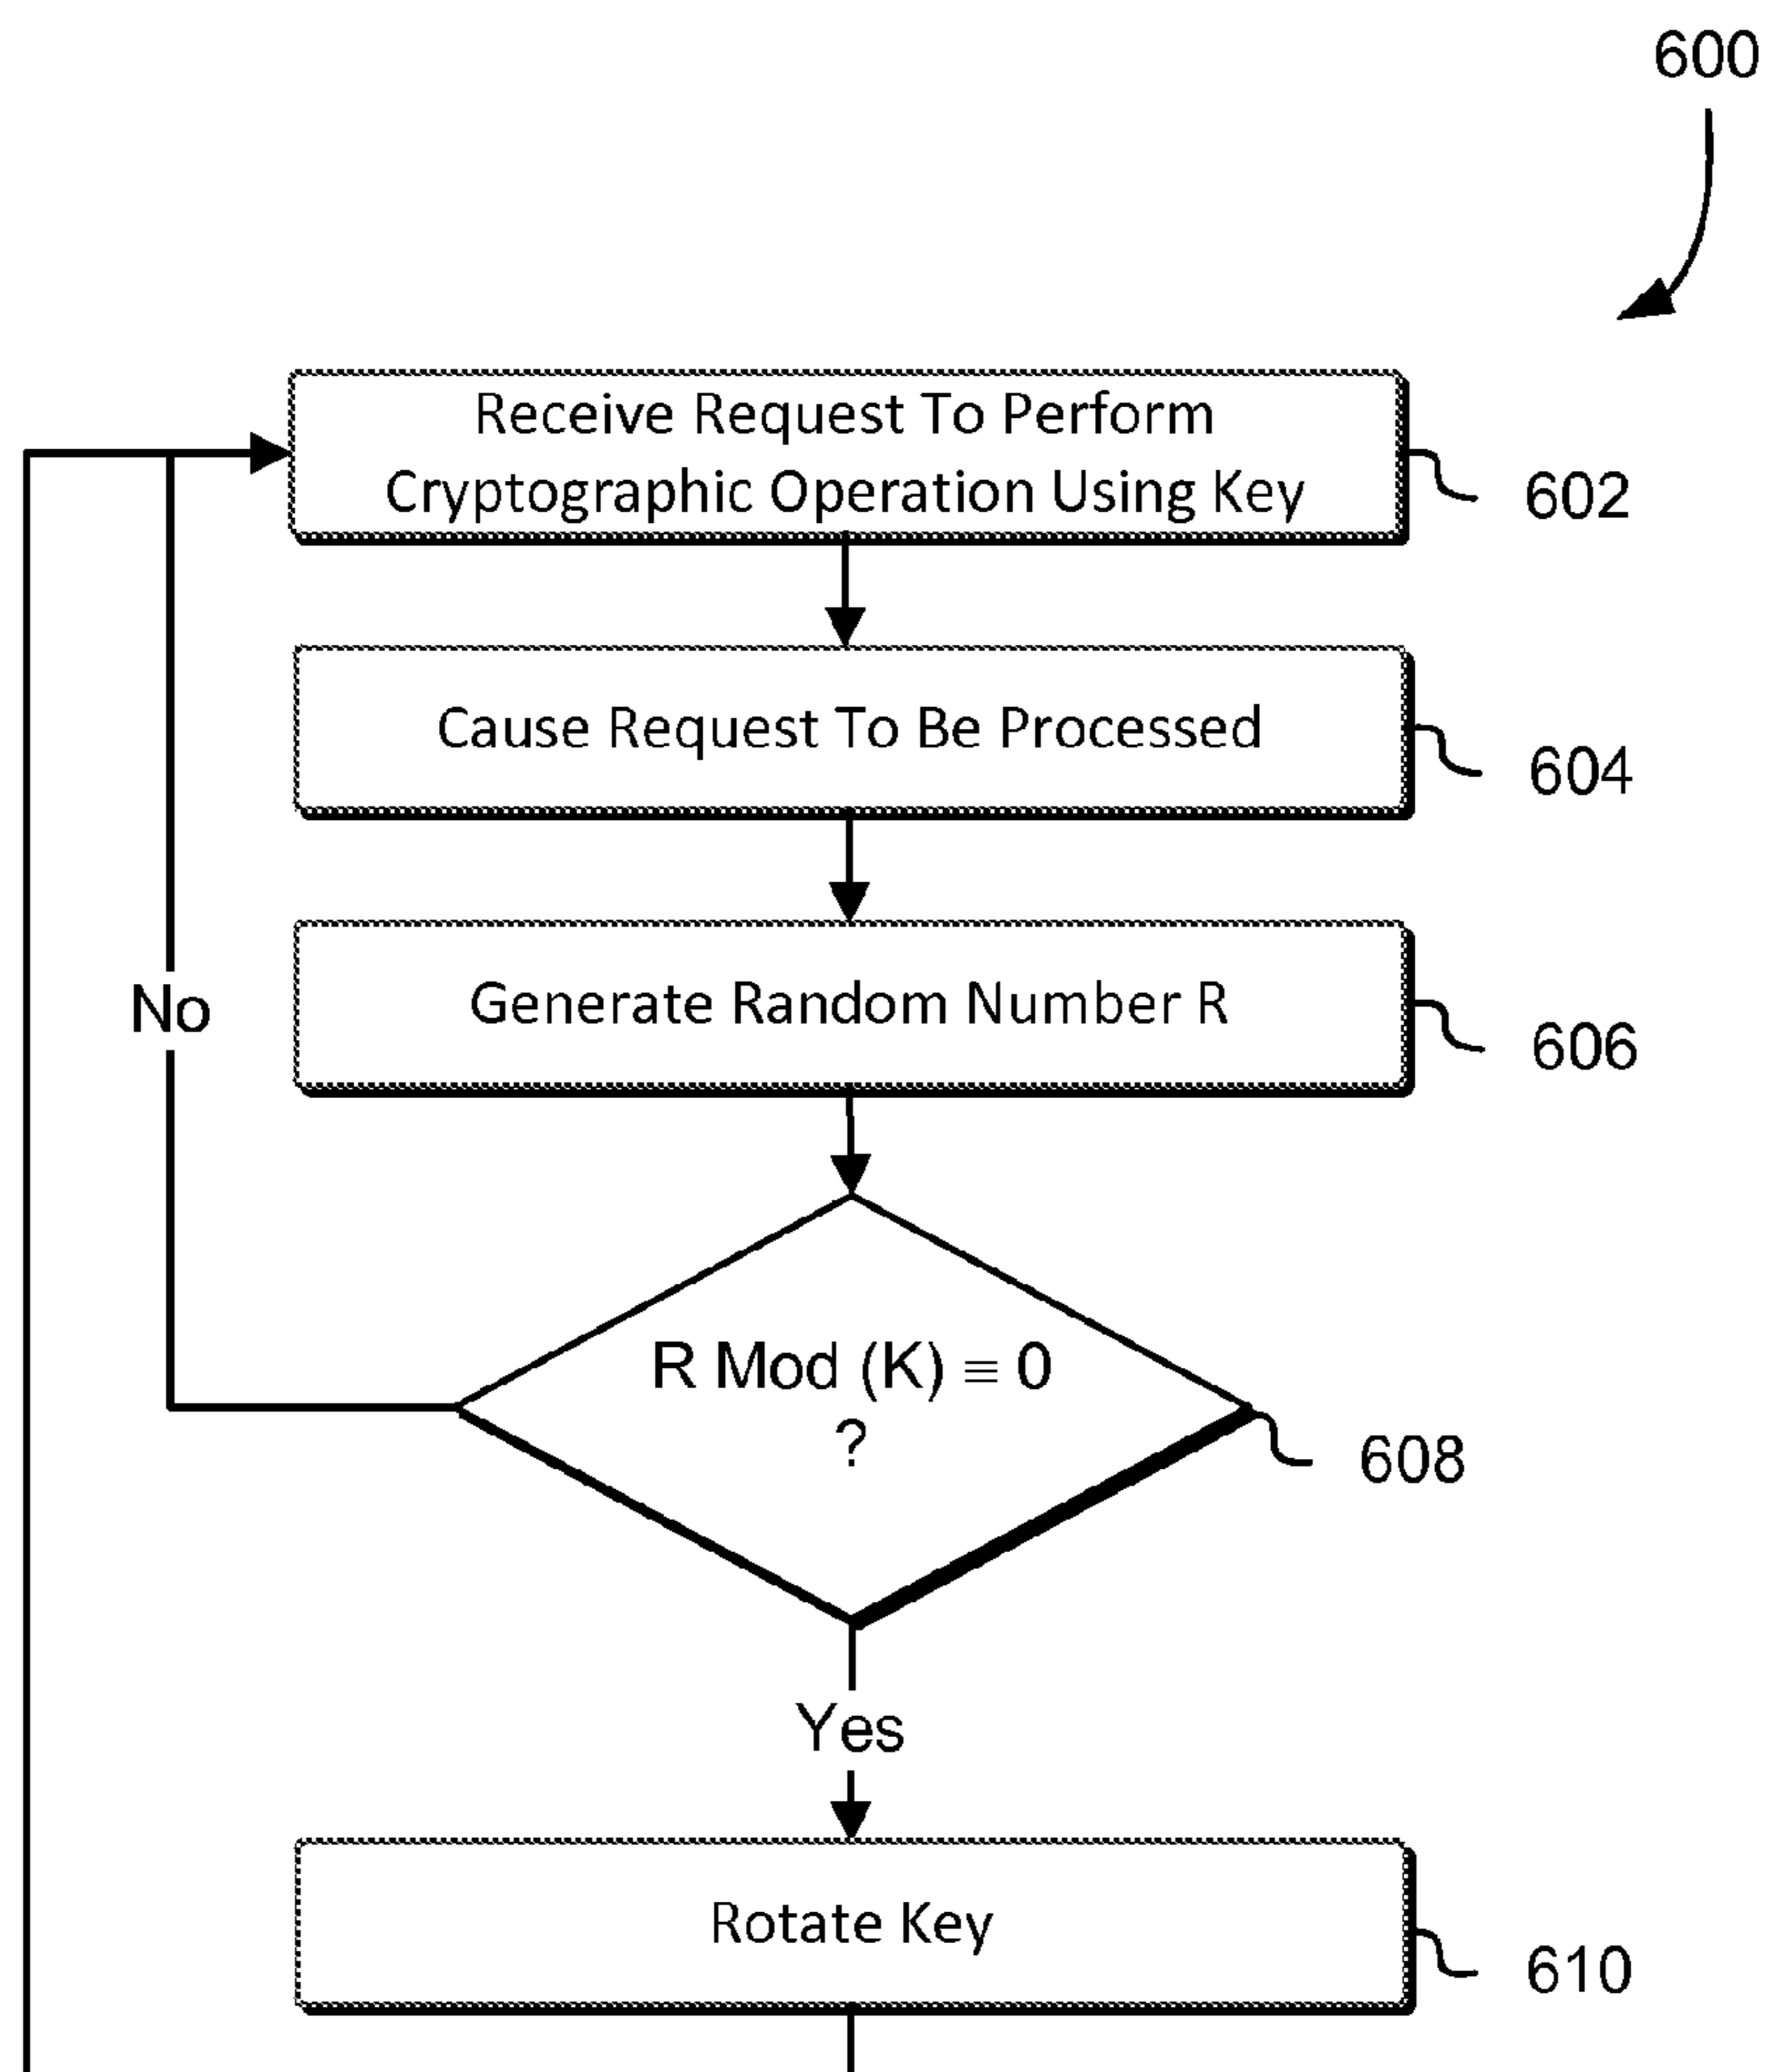 600
Receive Request To Perform
Cryptographic Operation Using Key
602
Cause Request To Be Processed
604
Generate Random Number R
606
No
R Mod (K) ≡ 0
?
608
Yes
Rotate Key
610